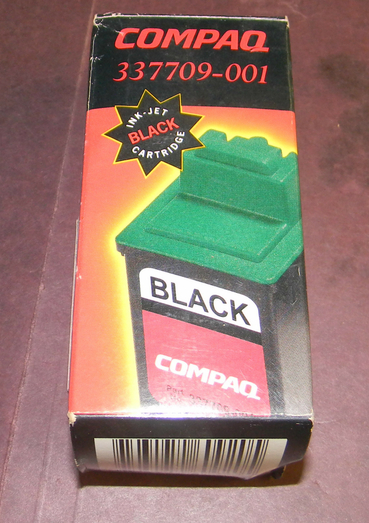 COMPAQ
337709-001
INK-JET
BLACK
CARTRIDGE
BLACK
COMPAQ